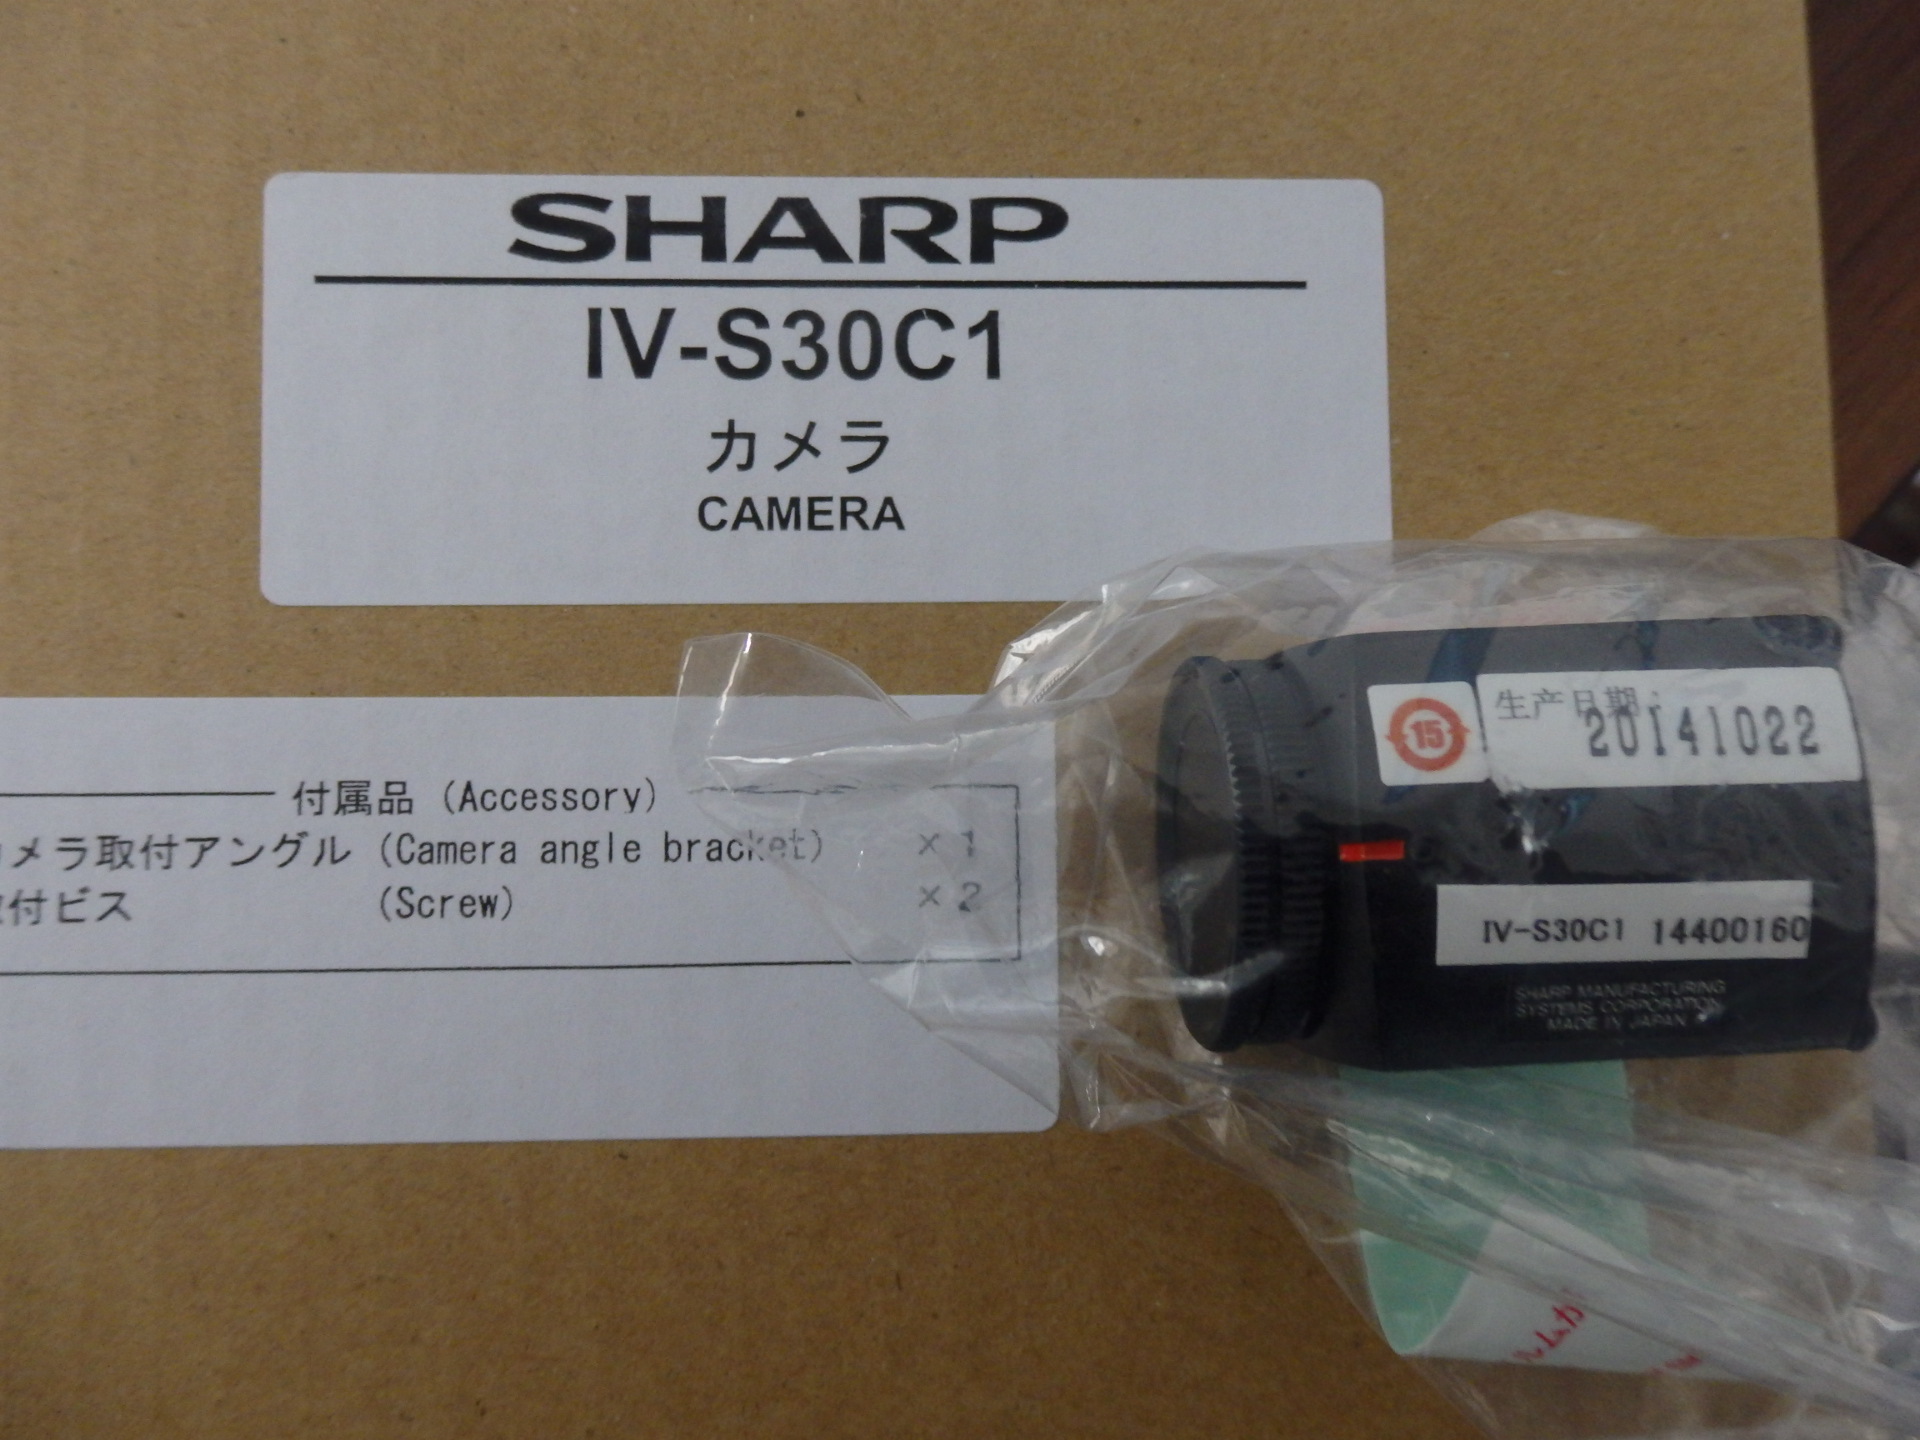 SHARP
IV-S30C1
カメラ
CAMERA
付属品 (Accessory)
メラ取付アングル (Camera angle bracket) ×1
付ビス (Screw) ×2
15
生产日期:
20141022
IV-S30C1 14400160
SHARP MANUFACTURING
SYSTEMS CORPORATION
MADE IN JAPAN